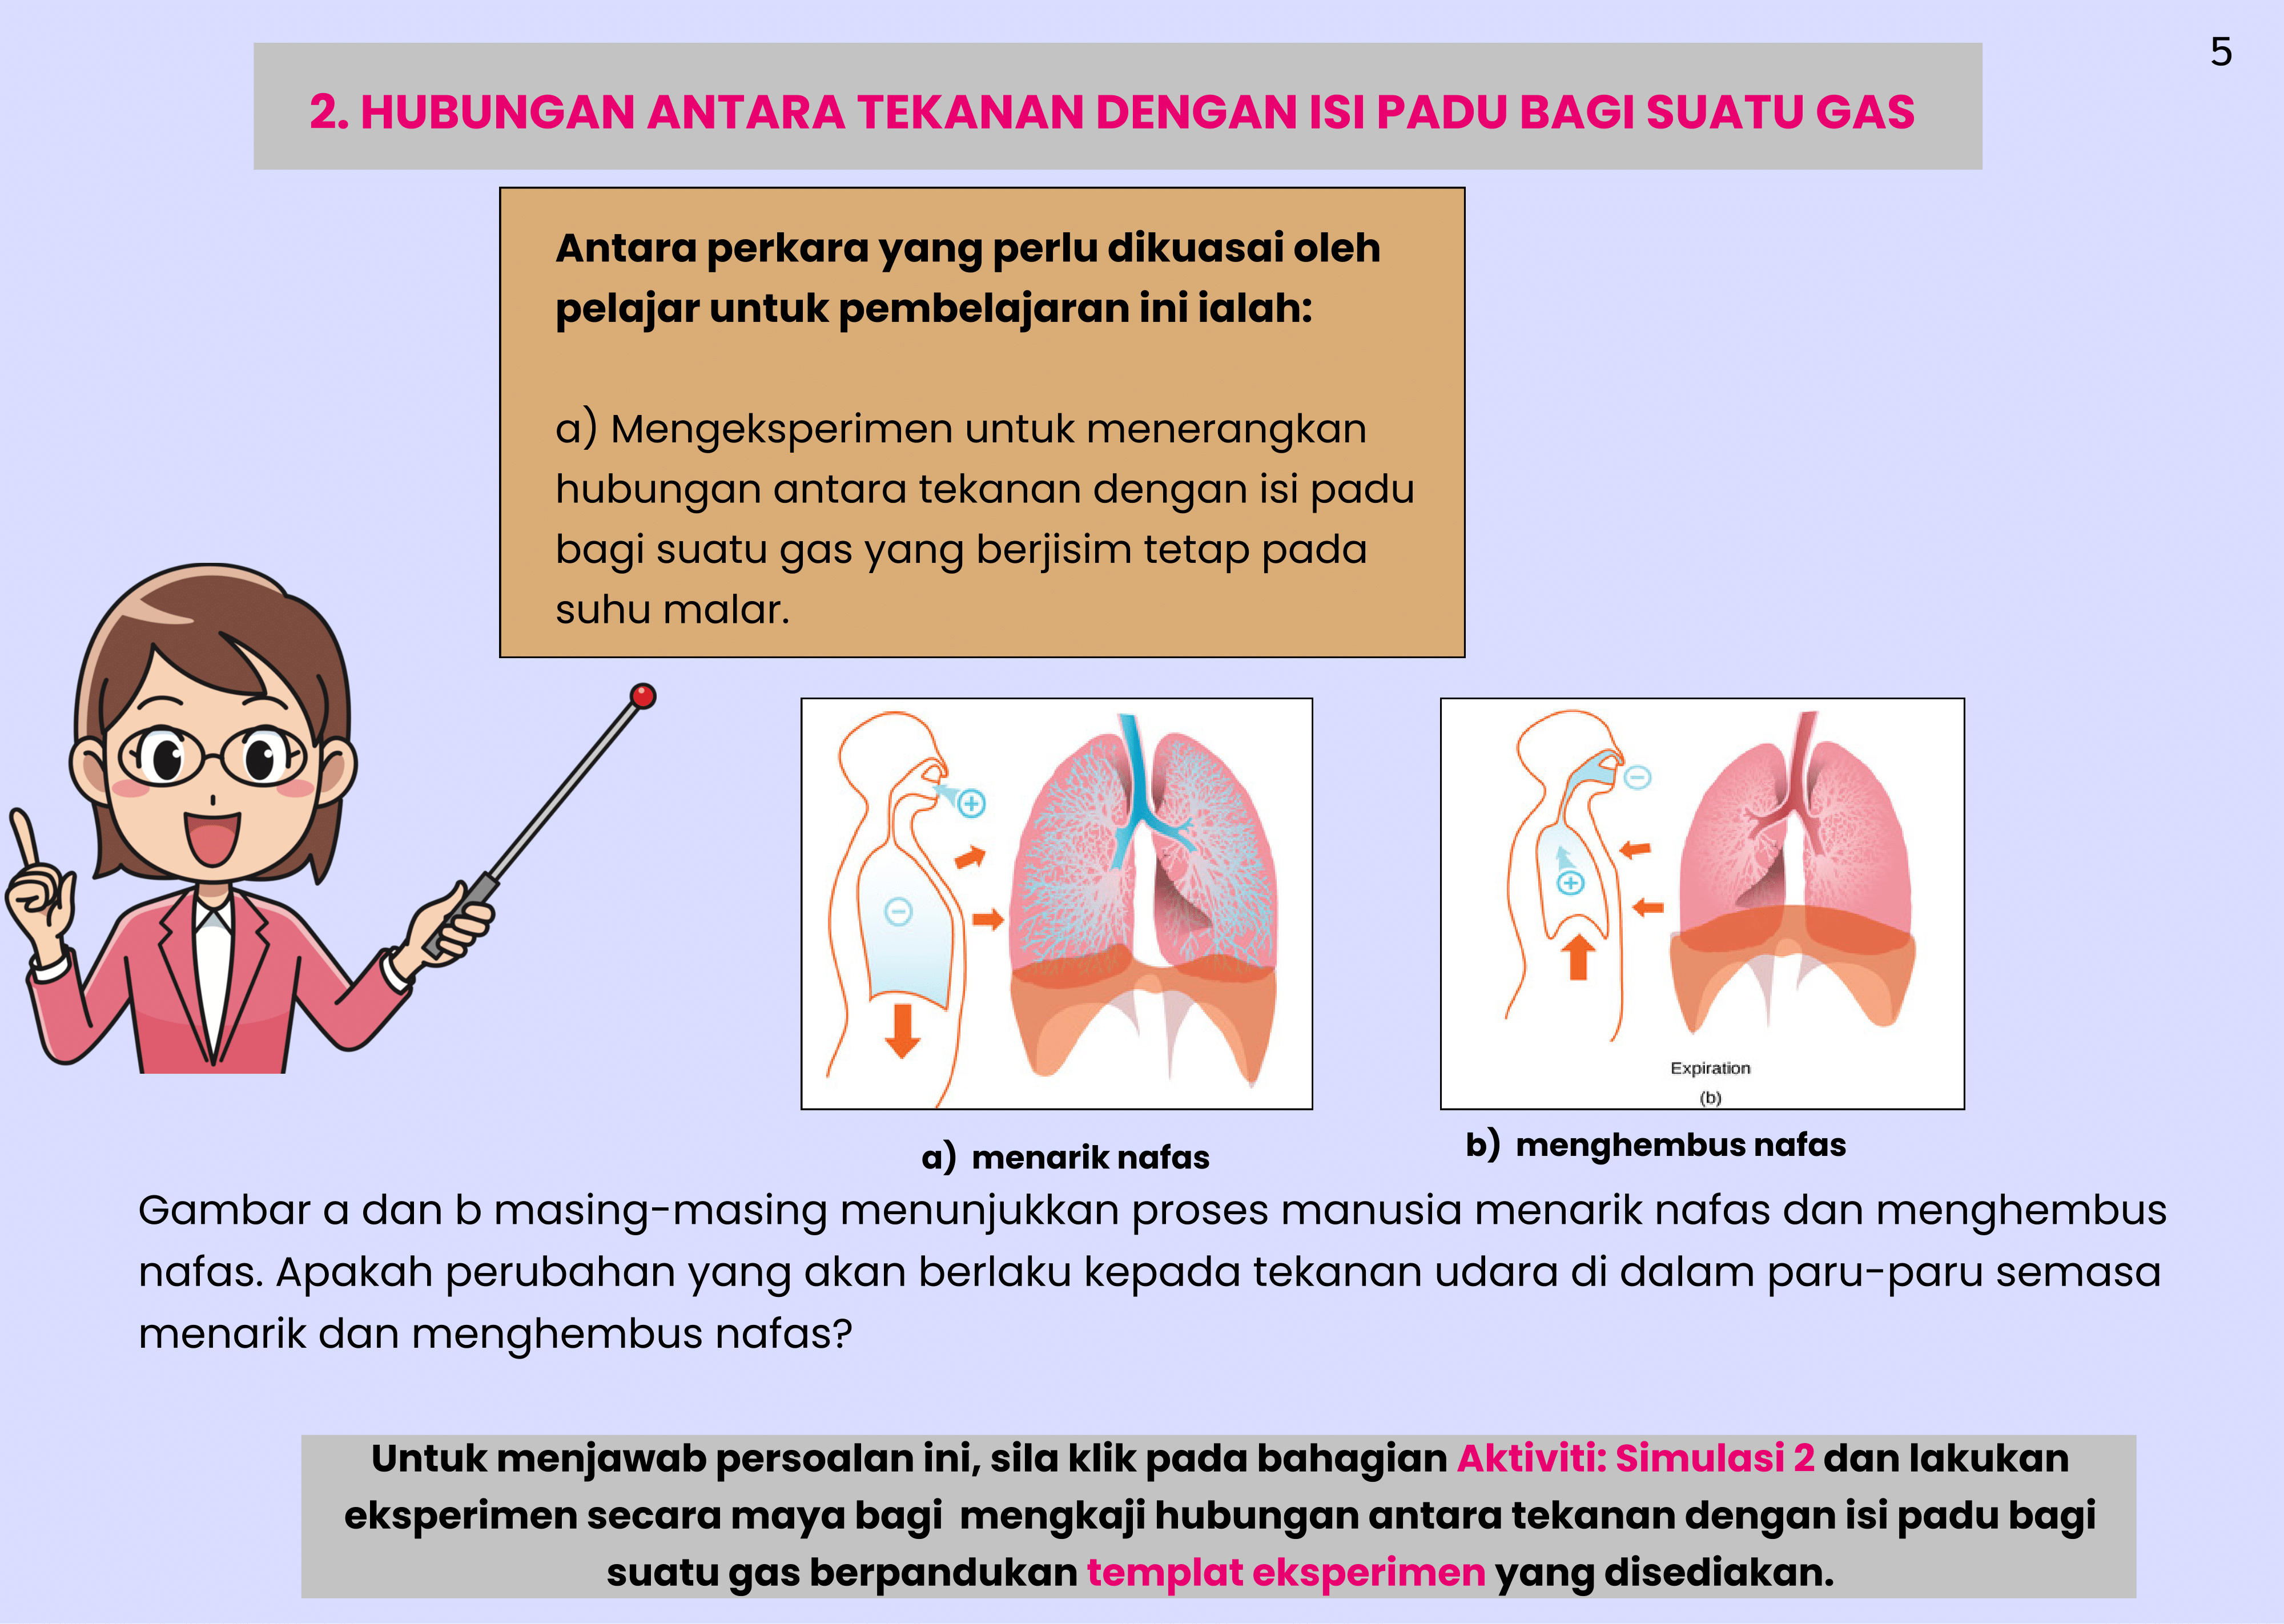 5
2. HUBUNGAN ANTARA TEKANAN DENGAN ISI PADU BAGI SUATU GAS
Antara perkara yang perlu dikuasai oleh
pelajar untuk pembelajaran ini ialah:
a) Mengeksperimen untuk menerangkan
hubungan antara tekanan dengan isi padu
bagi suatu gas yang berjisim tetap pada
suhu malar.
Expiration
(b)
a) menarik nafas
b) menghembus nafas
Gambar a dan b masing-masing menunjukkan proses manusia menarik nafas dan menghembus
nafas. Apakah perubahan yang akan berlaku kepada tekanan udara di dalam paru-paru semasa
menarik dan menghembus nafas?
Untuk menjawab persoalan ini, sila klik pada bahagian Aktiviti: Simulasi 2 dan lakukan
eksperimen secara maya bagi mengkaji hubungan antara tekanan dengan isi padu bagi
suatu gas berpandukan templat eksperimen yang disediakan.